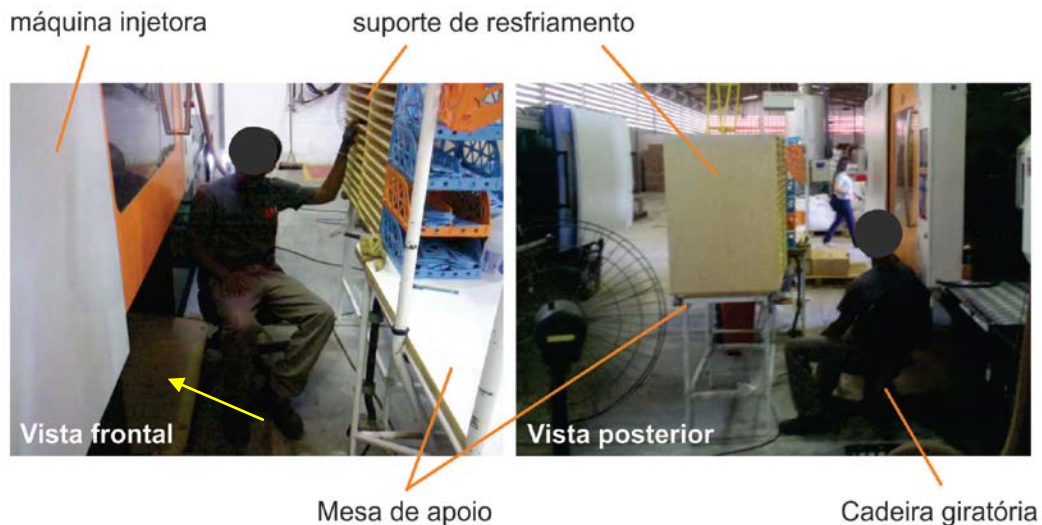 máquina injetora
suporte de resfriamento
Vista frontal
Vista posterior
Mesa de apoio
Cadeira giratória